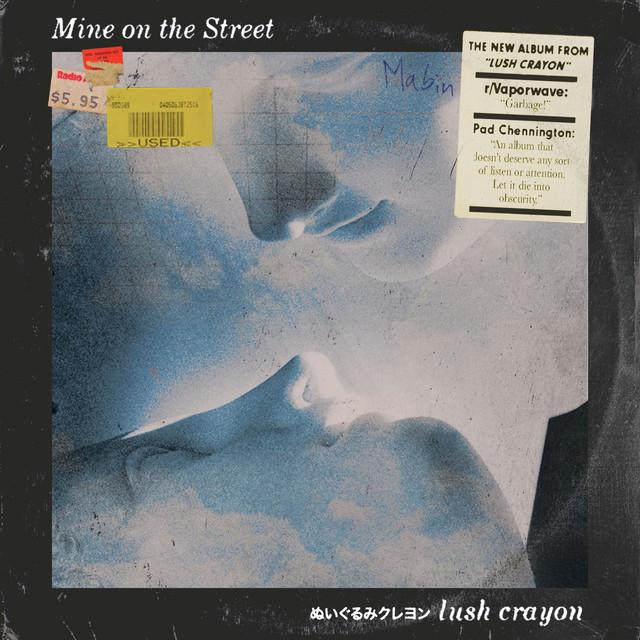 Mine on the Street
THE NEW ALBUM FROM
"LUSH CRAYON"
r/Vaporwave:
"Garbage!"
Pad Chennington:
"An album that
doesn't deserve any sort
of listen or attention.
Let it die into
obscurity."
Radio
$5.95
>>USED<<
Mabin
ぬいぐるみクレヨン lush crayon